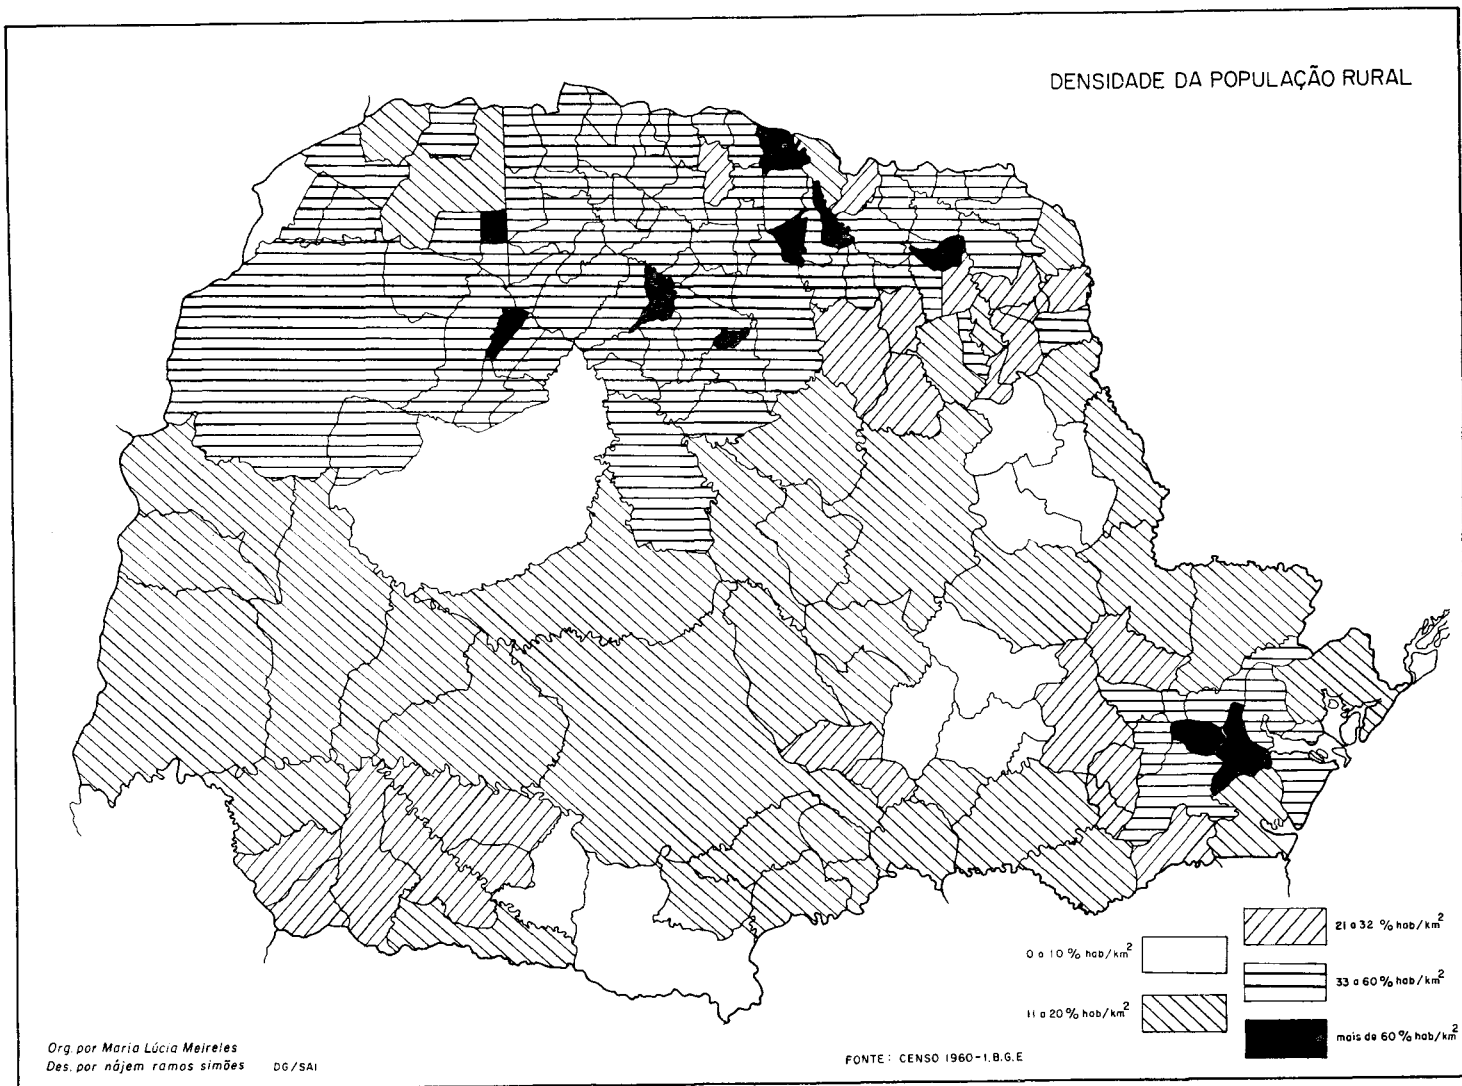 DENSIDADE DA POPULAÇÃO RURAL
0 a 10 % hab/km²
11 a 20 % hab/km²
21 a 32 % hab/km²
33 a 60 % hab/km²
mais de 60 % hab/km²
Org. por Maria Lúcia Meireles
Des. por nájem ramos simões DG/SAI
FONTE: CENSO 1960-I.B.G.E